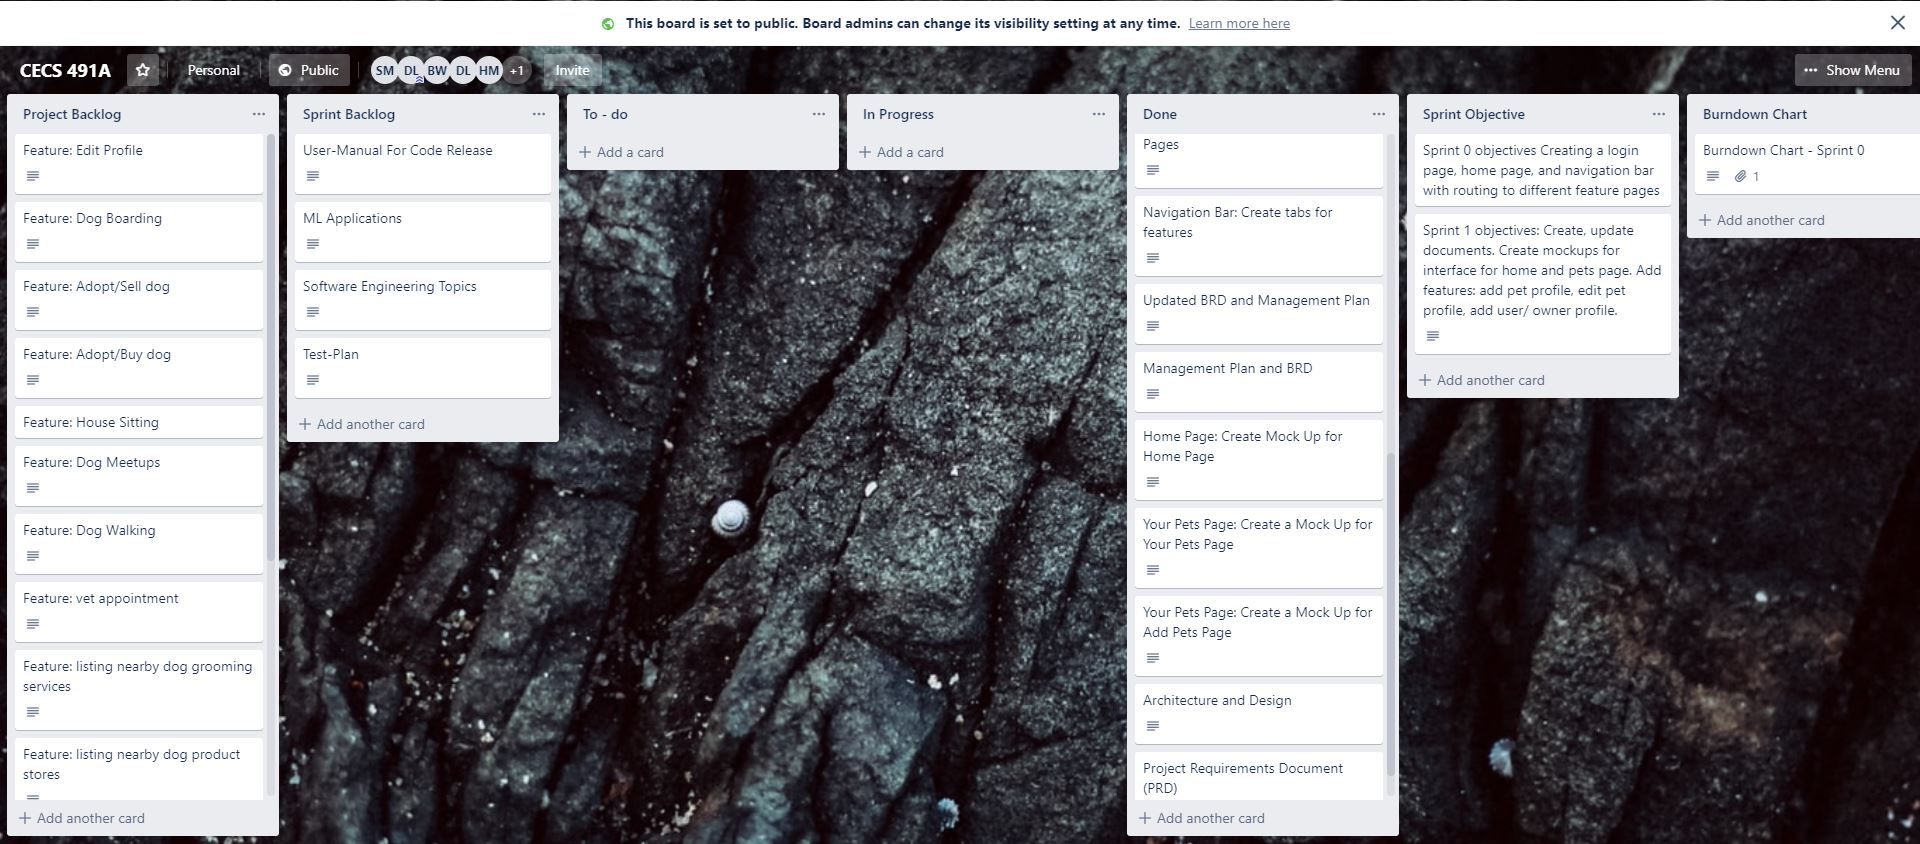 This board is set to public. Board admins can change its visibility setting at any time. Learn more here
CECS 491A
Personal
Public
SM DL BW DL HM +1
Invite
Show Menu
Project Backlog
Feature: Edit Profile
Feature: Dog Boarding
Feature: Adopt/Sell dog
Feature: Adopt/Buy dog
Feature: House Sitting
Feature: Dog Meetups
Feature: Dog Walking
Feature: vet appointment
Feature: listing nearby dog grooming
services
Feature: listing nearby dog product
stores
Add another card
Sprint Backlog
User-Manual For Code Release
ML Applications
Software Engineering Topics
Test-Plan
Add another card
To - do
Add a card
In Progress
Add a card
Done
Pages
Navigation Bar: Create tabs for
features
Updated BRD and Management Plan
Management Plan and BRD
Home Page: Create Mock Up for
Home Page
Your Pets Page: Create a Mock Up for
Your Pets Page
Your Pets Page: Create a Mock Up for
Add Pets Page
Architecture and Design
Project Requirements Document
(PRD)
Add another card
Sprint Objective
Sprint 0 objectives Creating a login
page, home page, and navigation bar
with routing to different feature pages
Sprint 1 objectives: Create, update
documents. Create mockups for
interface for home and pets page. Add
features: add pet profile, edit pet
profile, add user/ owner profile.
Add another card
Burndown Chart
Burndown Chart - Sprint 0
1
Add another card